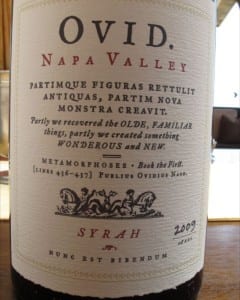 OVID.
NAPA VALLEY
PARTIMQUE FIGURAS RETTULIT
ANTIQUAS, PARTIM NOVA
MONSTRA CREAVIT.
Partly we recovered the OLDE, FAMILIAR
things, partly we created something
WONDEROUS and NEW.
METAMORPHOSES • Book the First.
[LINES 436-437] PUBLIUS OVIDIUS NASO.
SYRAH
2009
NUNC EST BIBENDUM